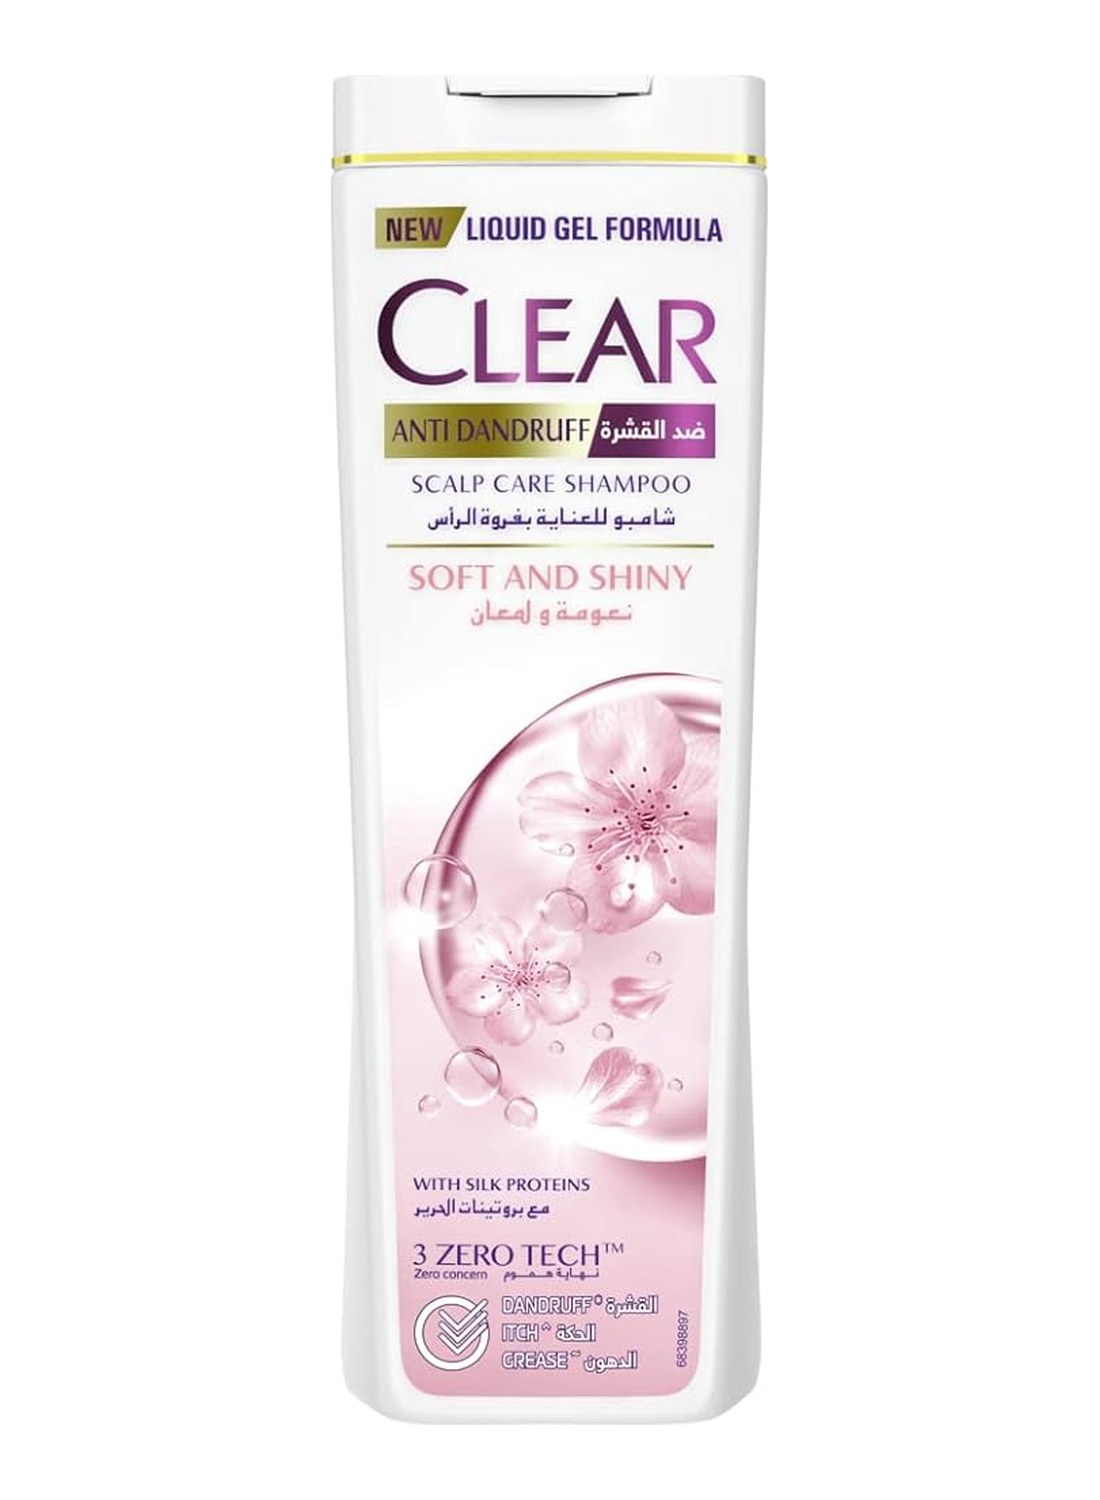 NEW LIQUID GEL FORMULA
CLEAR
ANTI DANDRUFF ضد القشرة
SCALP CARE SHAMPOO
شامبو للعناية بفروة الرأس
SOFT AND SHINY
نعومة و لمعان
WITH SILK PROTEINS
مع بروتينات الحرير
3 ZERO TECH™
Zero concern نهاية هموم
DANDRUFF° القشرة
ITCH^ الحكة
GREASE~ الدهون
68398897